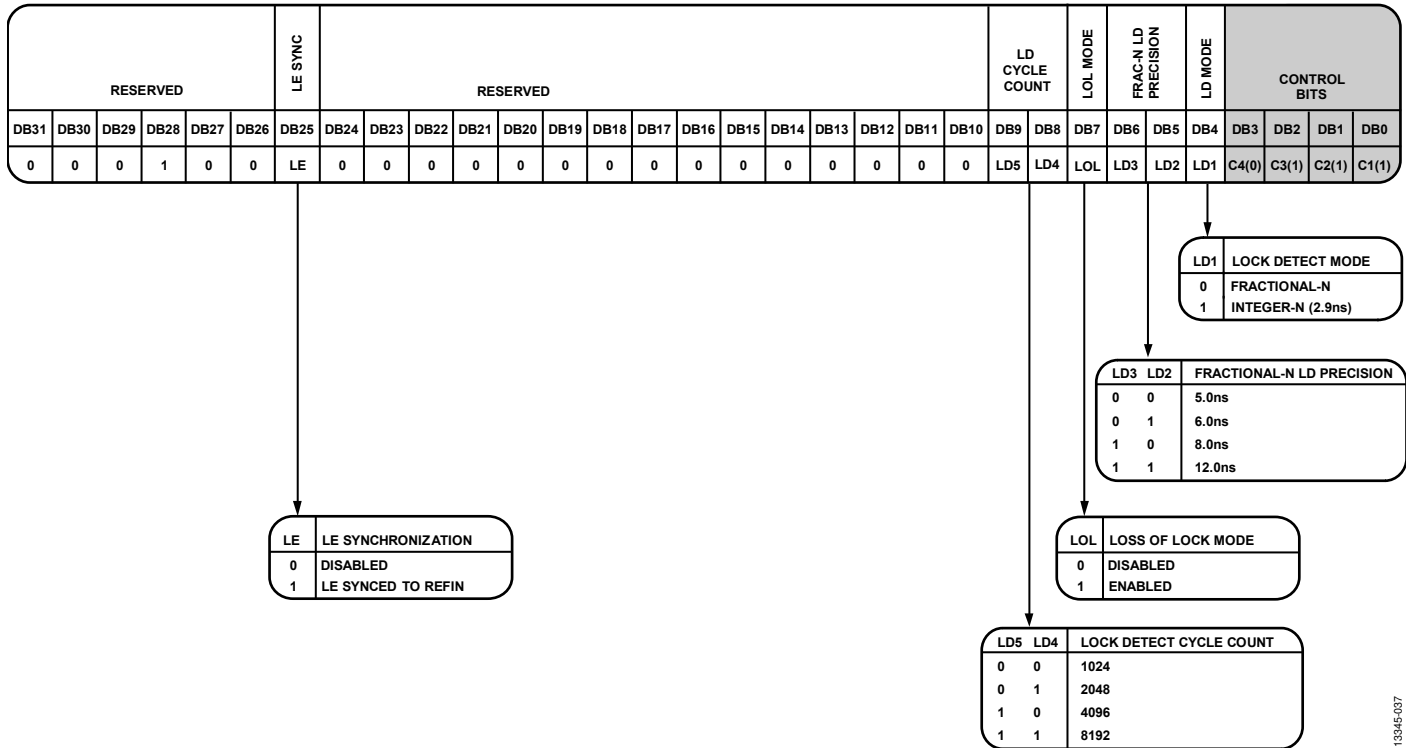 RESERVED
LE SYNC
RESERVED
LD
CYCLE
COUNT
LOL MODE
FRAC-N LD
PRECISION
LD MODE
CONTROL
BITS
DB31 DB30 DB29 DB28 DB27 DB26 DB25 DB24 DB23 DB22 DB21 DB20 DB19 DB18 DB17 DB16 DB15 DB14 DB13 DB12 DB11 DB10 DB9 DB8 DB7 DB6 DB5 DB4 DB3 DB2 DB1 DB0
0 0 0 1 0 0 LE 0 0 0 0 0 0 0 0 0 0 0 0 0 0 0 LD5 LD4 LOL LD3 LD2 LD1 C4(0) C3(1) C2(1) C1(1)
LD1 LOCK DETECT MODE
0 FRACTIONAL-N
1 INTEGER-N (2.9ns)
LD3 LD2 FRACTIONAL-N LD PRECISION
0 0 5.0ns
0 1 6.0ns
1 0 8.0ns
1 1 12.0ns
LE LE SYNCHRONIZATION
0 DISABLED
1 LE SYNCED TO REFIN
LOL LOSS OF LOCK MODE
0 DISABLED
1 ENABLED
LD5 LD4 LOCK DETECT CYCLE COUNT
0 0 1024
0 1 2048
1 0 4096
1 1 8192
13345-037